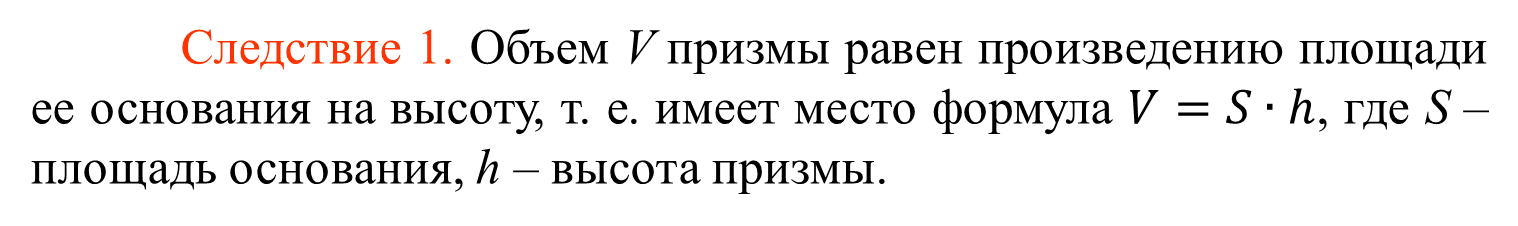 Следствие 1. Объем V призмы равен произведению площади
ее основания на высоту, т. е. имеет место формула V = S · h, где S –
площадь основания, h – высота призмы.